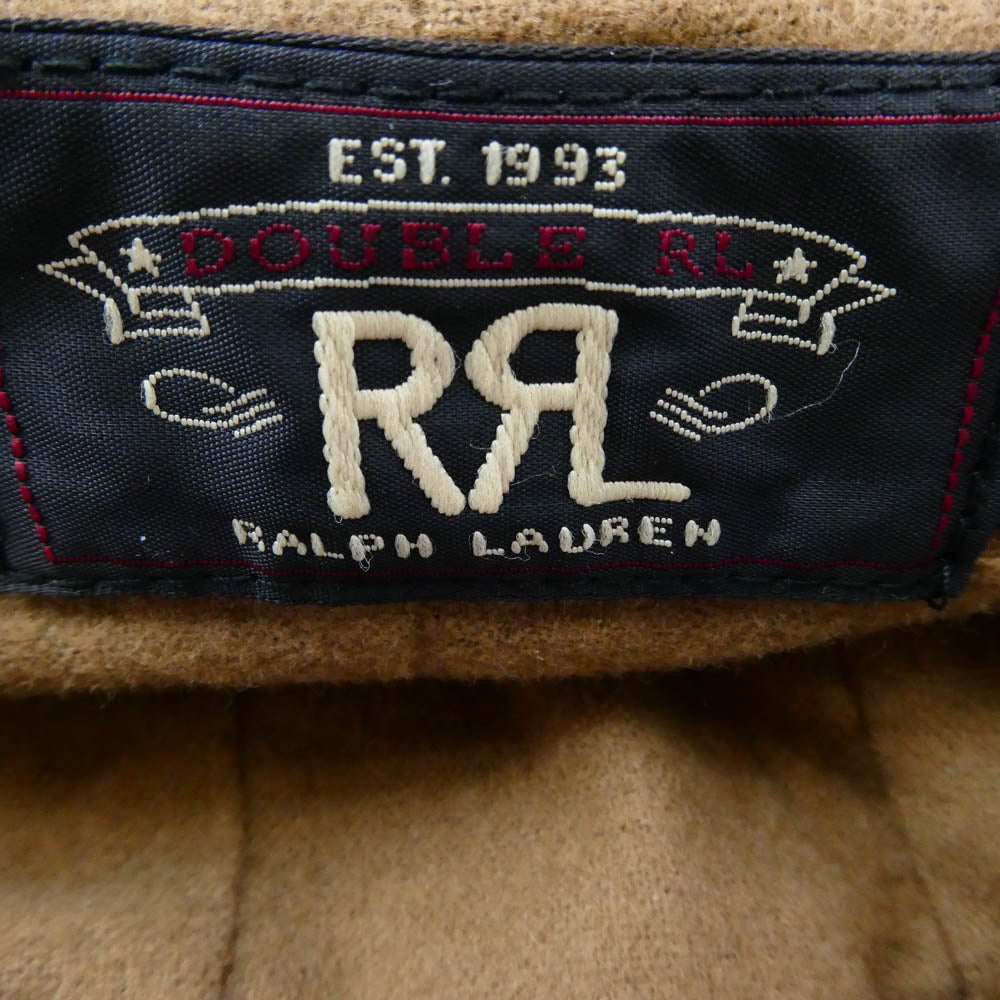 EST. 1993
DOUBLE RL
RRL
RALPH LAUREN